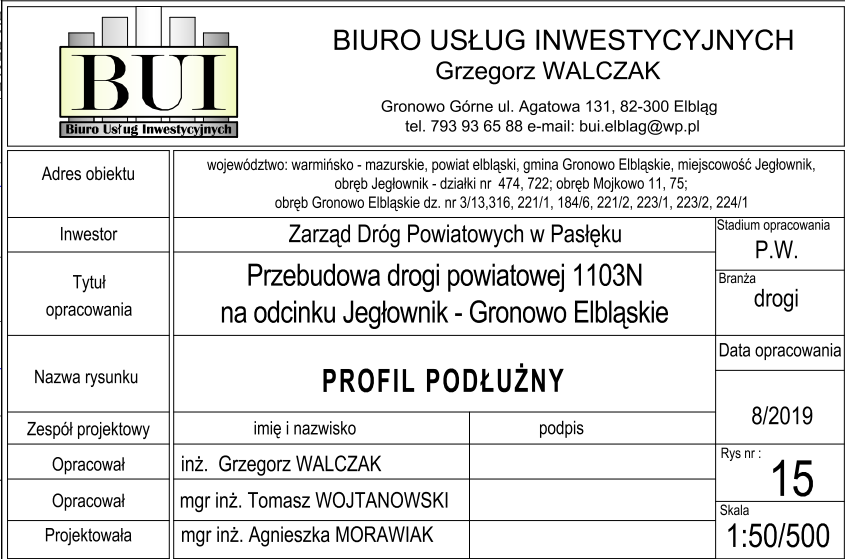 BUI
Biuro Usług Inwestycyjnych
BIURO USŁUG INWESTYCYJNYCH
Grzegorz WALCZAK
Gronowo Górne ul. Agatowa 131, 82-300 Elbląg
tel. 793 93 65 88 e-mail: bui.elblag@wp.pl
Adres obiektu
województwo: warmińsko - mazurskie, powiat elbląski, gmina Gronowo Elbląskie, miejscowość Jegłownik,
obręb Jegłownik - działki nr 474, 722; obręb Mojkowo 11, 75;
obręb Gronowo Elbląskie dz. nr 3/13,316, 221/1, 184/6, 221/2, 223/1, 223/2, 224/1
Inwestor
Zarząd Dróg Powiatowych w Pasłęku
Stadium opracowania
P.W.
Tytuł
opracowania
Przebudowa drogi powiatowej 1103N
na odcinku Jegłownik - Gronowo Elbląskie
Branża
drogi
Nazwa rysunku
PROFIL PODŁUŻNY
Data opracowania
8/2019
Zespół projektowy
imię i nazwisko
podpis
Opracował
inż. Grzegorz WALCZAK
Rys nr :
15
Opracował
mgr inż. Tomasz WOJTANOWSKI
Projektowała
mgr inż. Agnieszka MORAWIAK
Skala
1:50/500